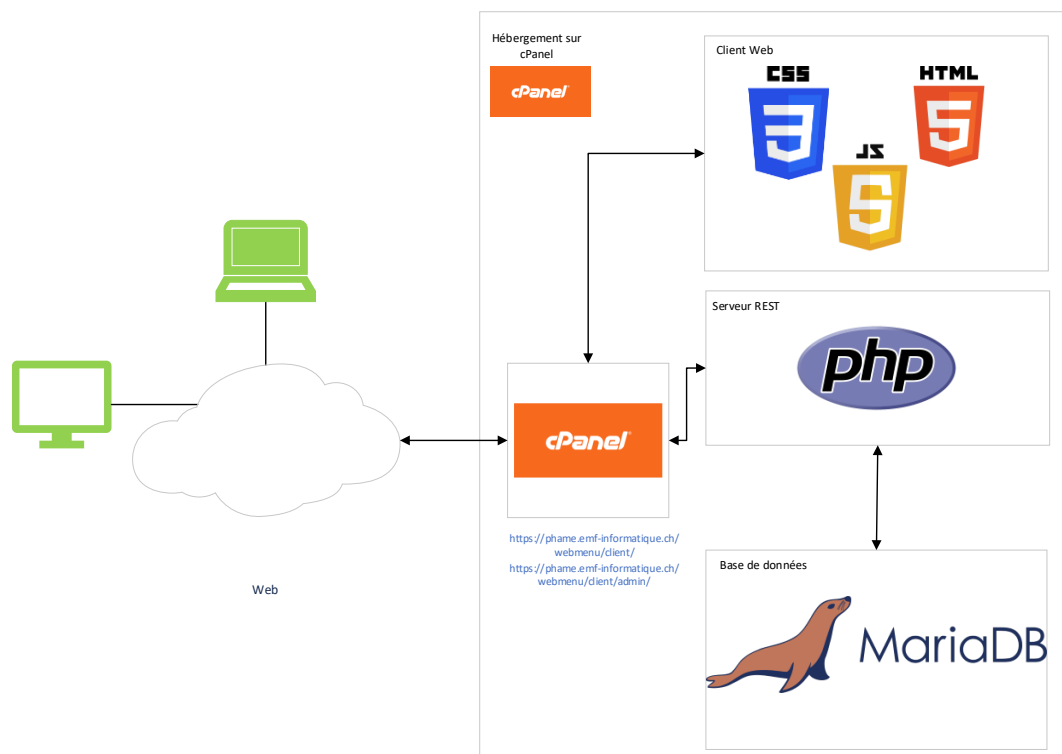 Hébergement sur
cPanel
cPanel
Client Web
CSS
HTML
JS
Serveur REST
php
cPanel
https://phame.emf-informatique.ch/
webmenu/client/
https://phame.emf-informatique.ch/
webmenu/client/admin/
Web
Base de données
MariaDB